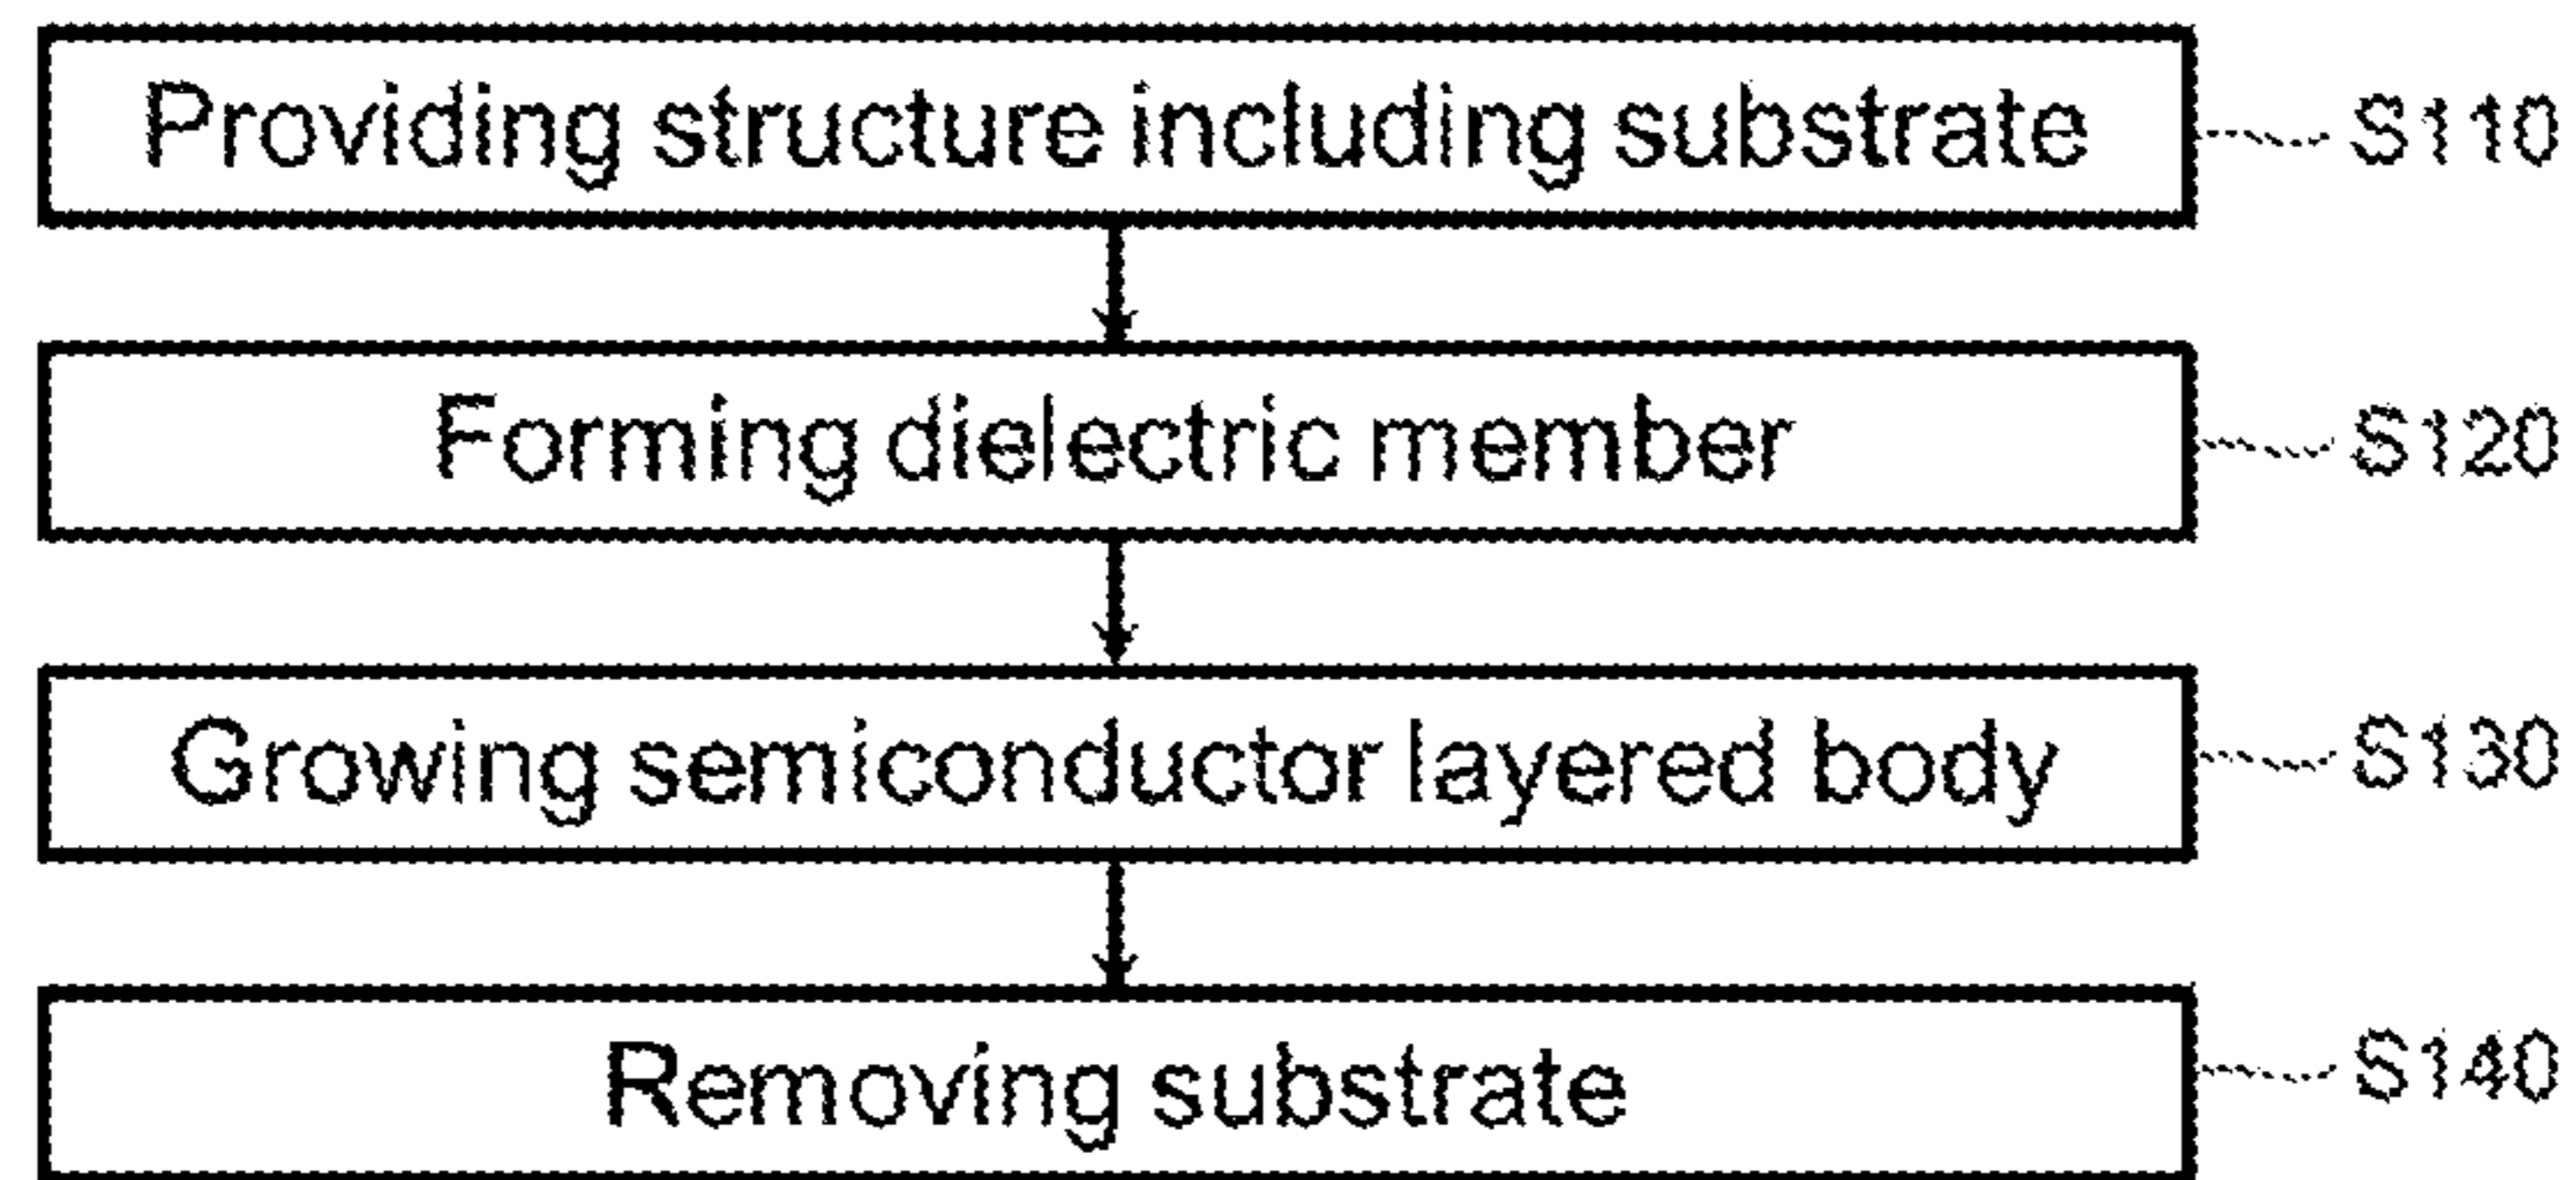 Providing structure including substrate S110
Forming dielectric member S120
Growing semiconductor layered body S130
Removing substrate S140